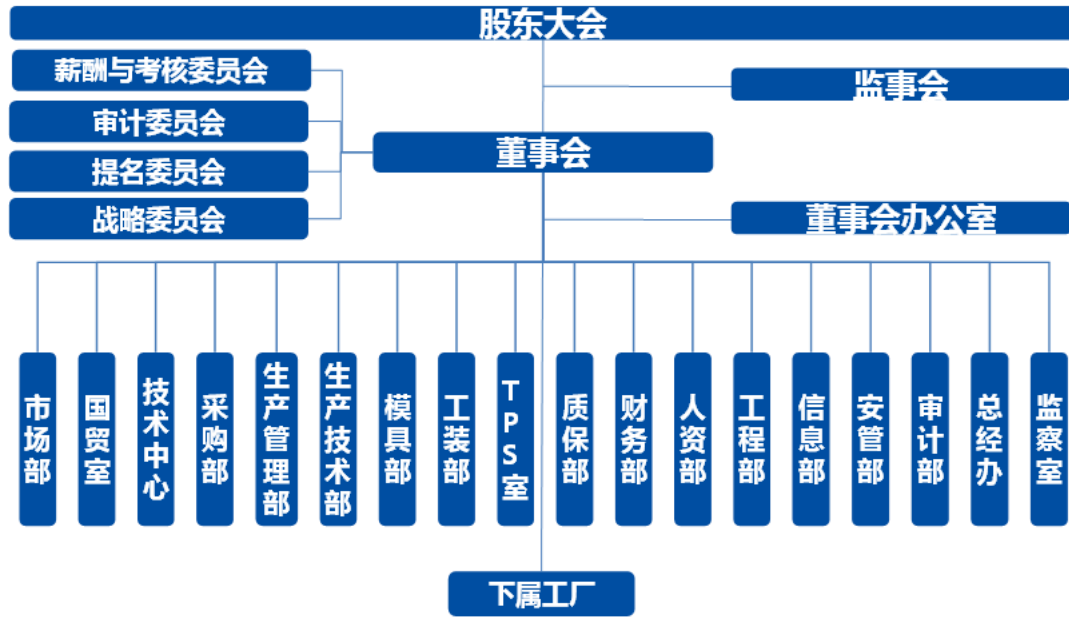 股东大会
薪酬与考核委员会
监事会
审计委员会
董事会
提名委员会
战略委员会
董事会办公室
市场部
国贸室
技术中心
采购部
生产管理部
生产技术部
模具部
工装部
TPS室
质保部
财务部
人资部
工程部
信息部
安管部
审计部
总经办
监察室
下属工厂